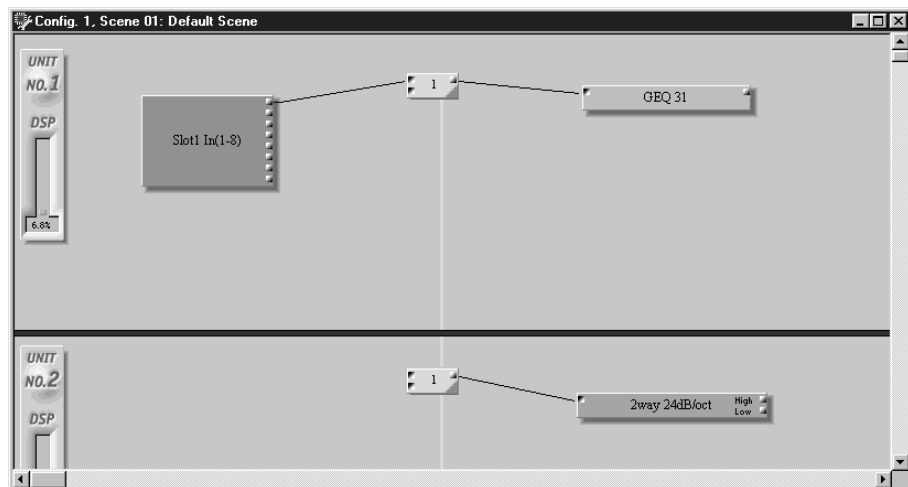 Config. 1, Scene 01: Default Scene
UNIT
NO.1
DSP
6.8%
Slot1 In(1-8)
1
GEQ 31
UNIT
NO.2
DSP
1
2way 24dB/oct
High
Low